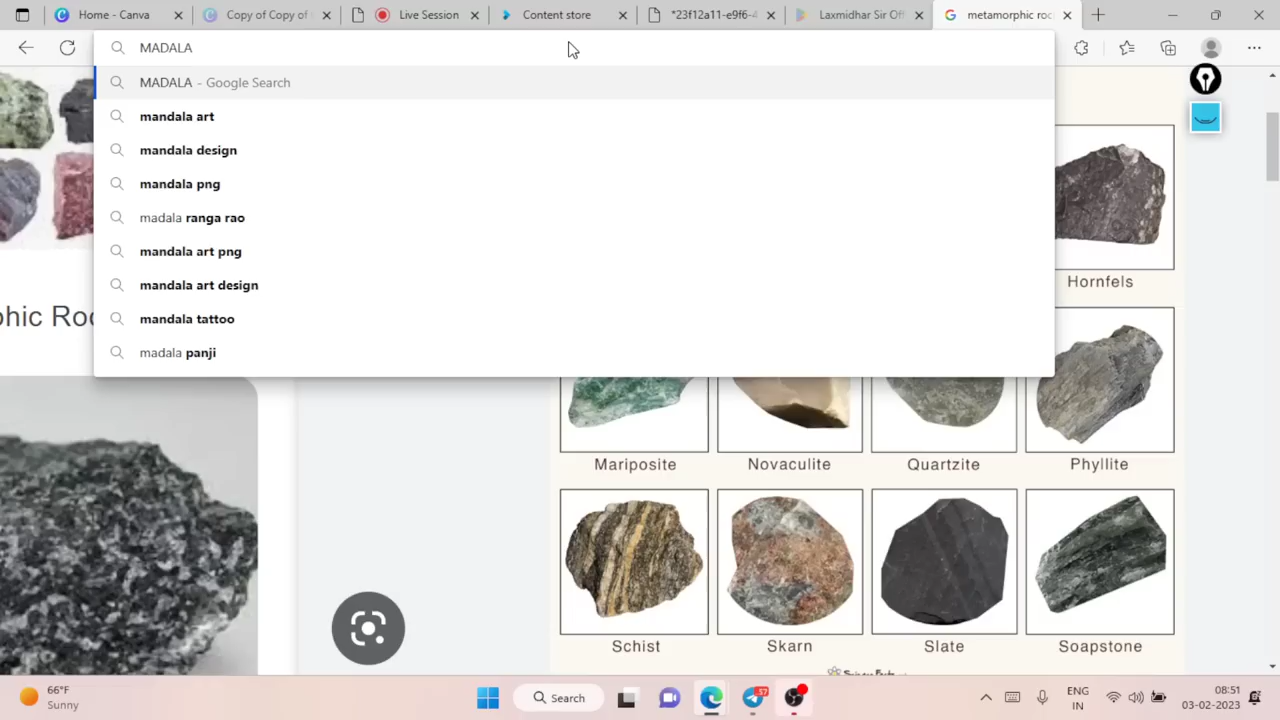 Home - Canva
Copy of Copy of
Live Session
Content store
*23f12a11-e9f6-4
Laxmidhar Sir Off
metamorphic roc
MADALA
MADALA - Google Search
mandala art
mandala design
mandala png
madala ranga rao
mandala art png
mandala art design
mandala tattoo
madala panji
Hornfels
phic Roc
Mariposite
Novaculite
Quartzite
Phyllite
Schist
Skarn
Slate
Soapstone
66°F
Sunny
Search
57
ENG
IN
08:51
03-02-2023